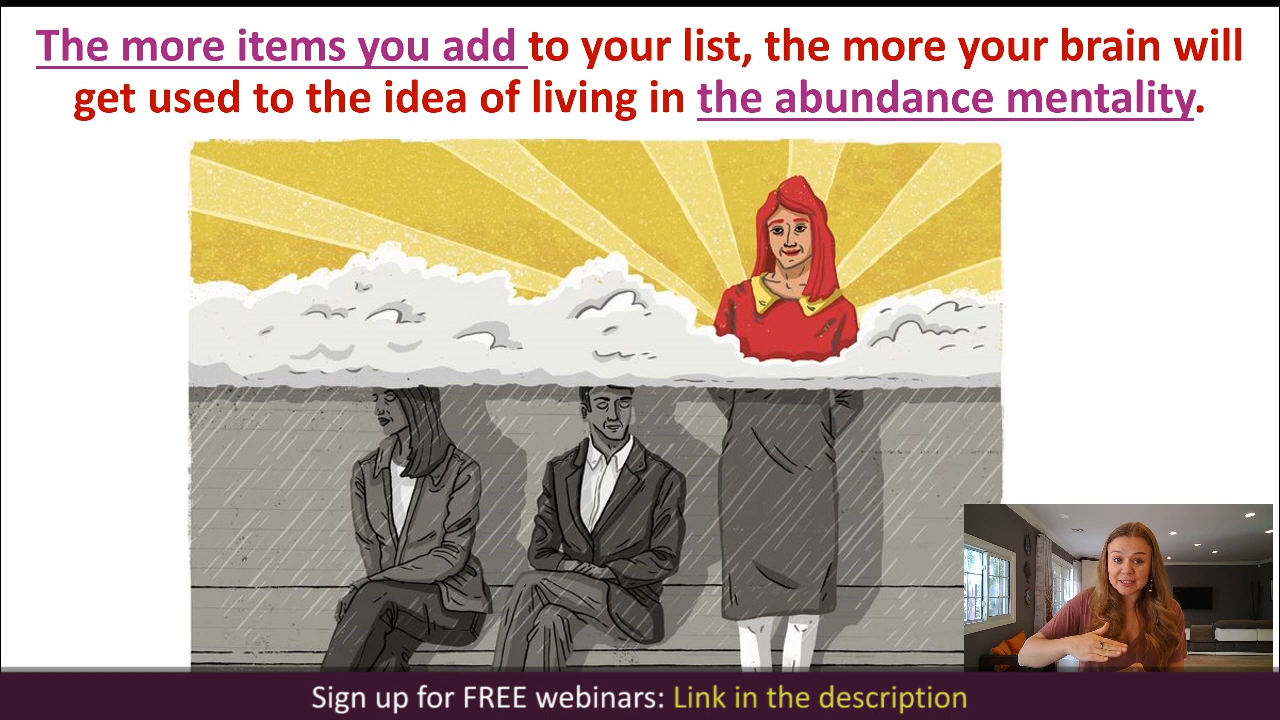 The more items you add to your list, the more your brain will
get used to the idea of living in the abundance mentality.
Sign up for FREE webinars: Link in the description